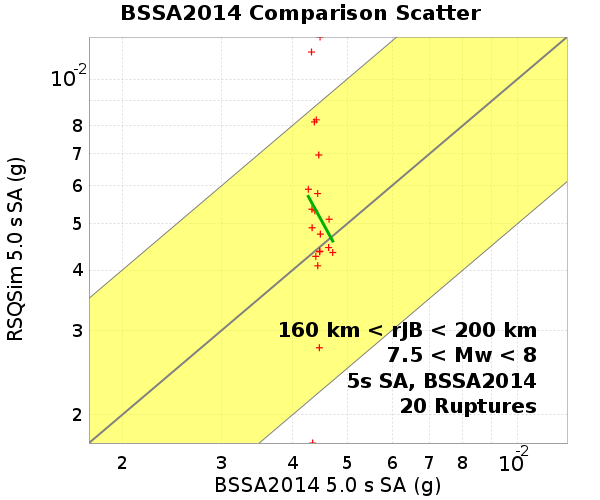 BSSA2014 Comparison Scatter
RSQSim 5.0 s SA (g)
10-2
8
7
6
5
4
3
2
160 km < rJB < 200 km
7.5 < Mw < 8
5s SA, BSSA2014
20 Ruptures
2 3 4 5 6 7 8 10-2
BSSA2014 5.0 s SA (g)